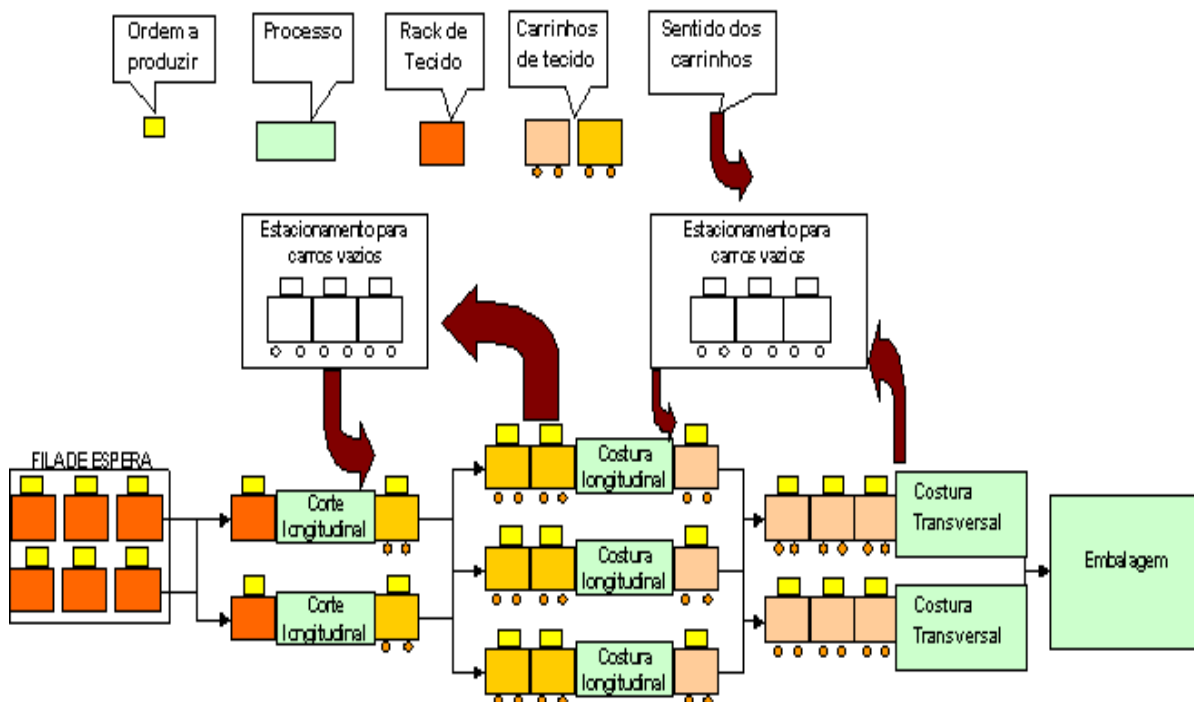 Ordem a
produzir
Processo
Rack de
Tecido
Carrinhos
de tecido
Sentido dos
carrinhos
Estacionamento para
carros vazios
Estacionamento para
carros vazios
FILA DE ESPERA
Corte
longitudinal
Corte
longitudinal
Costura
longitudinal
Costura
longitudinal
Costura
longitudinal
Costura
Transversal
Costura
Transversal
Embalagem